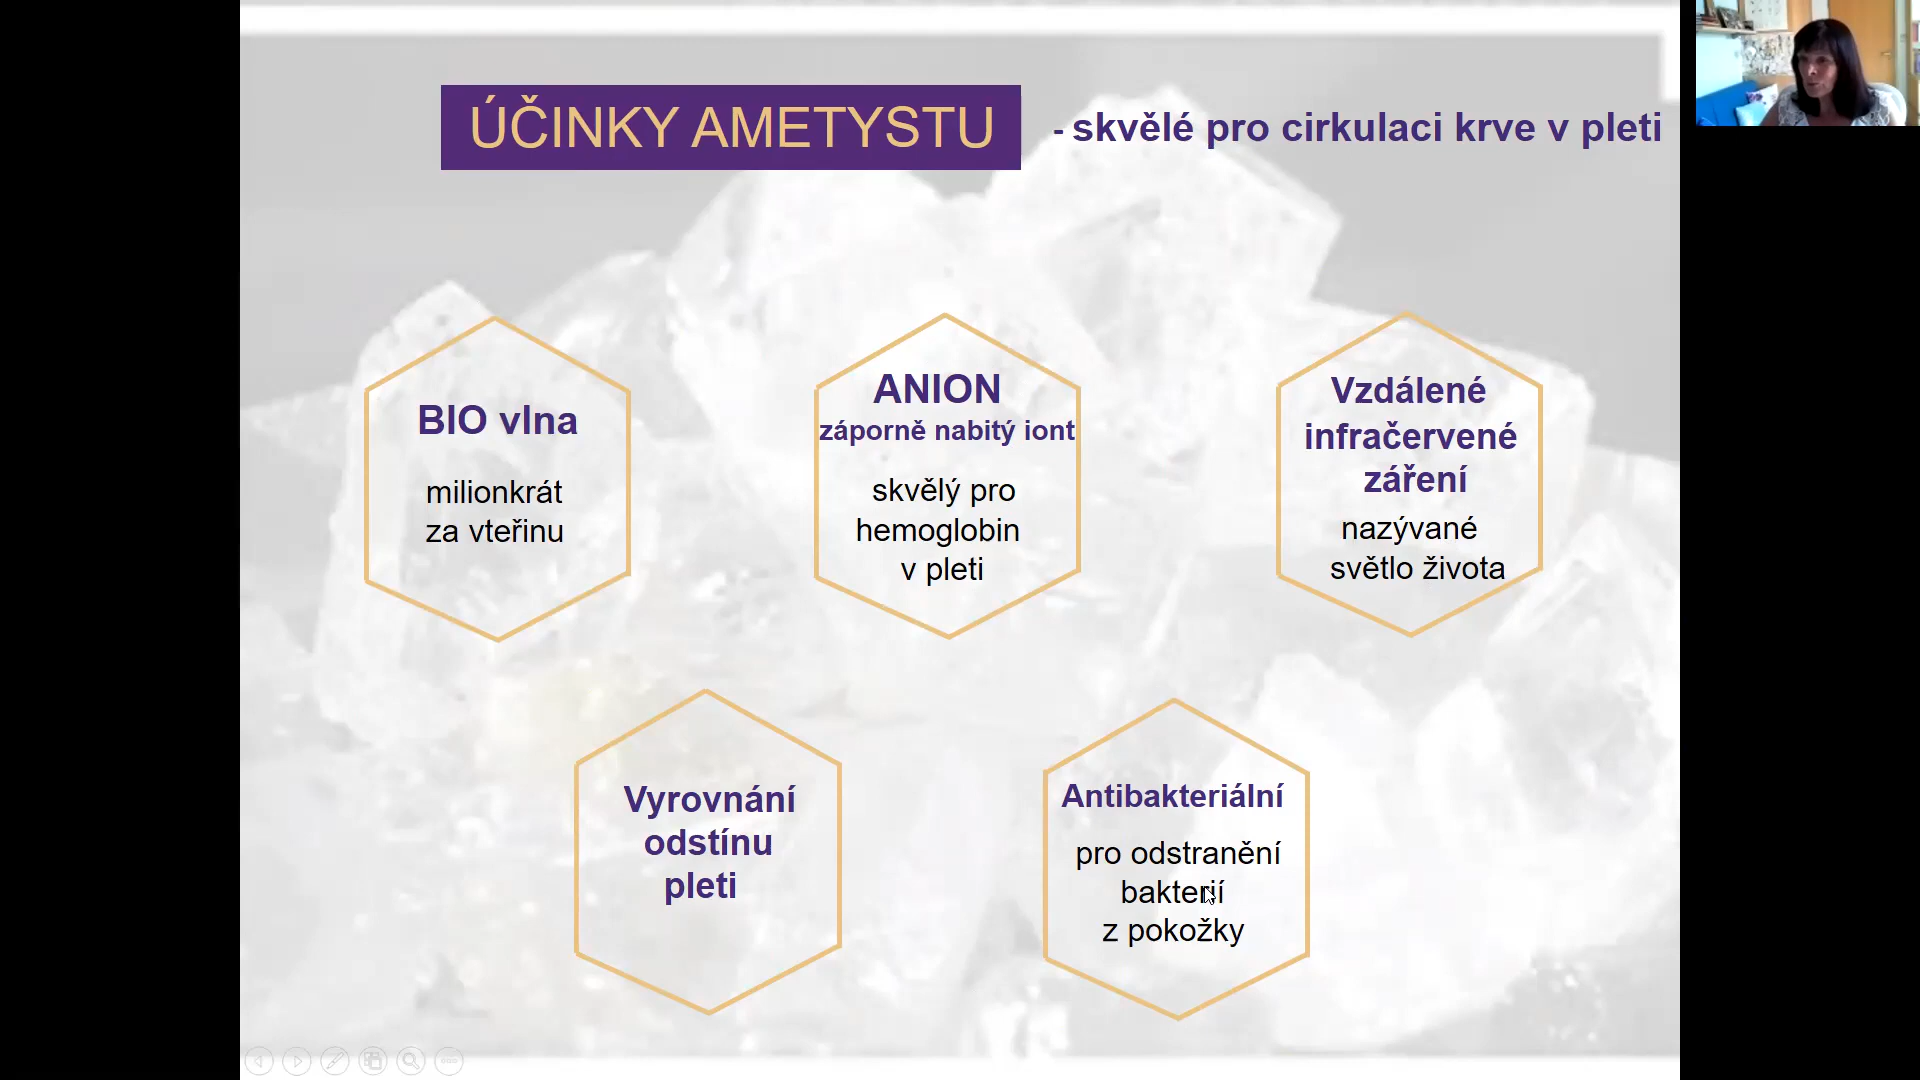 ÚČINKY AMETYSTU
- skvělé pro cirkulaci krve v pleti
BIO vlna
milionkrát
za vteřinu
ANION
záporně nabitý iont
skvělý pro
hemoglobin
v pleti
Vzdálené
infračervené
záření
nazývané
světlo života
Vyrovnání
odstínu
pleti
Antibakteriální
pro odstranění
bakterií
z pokožky